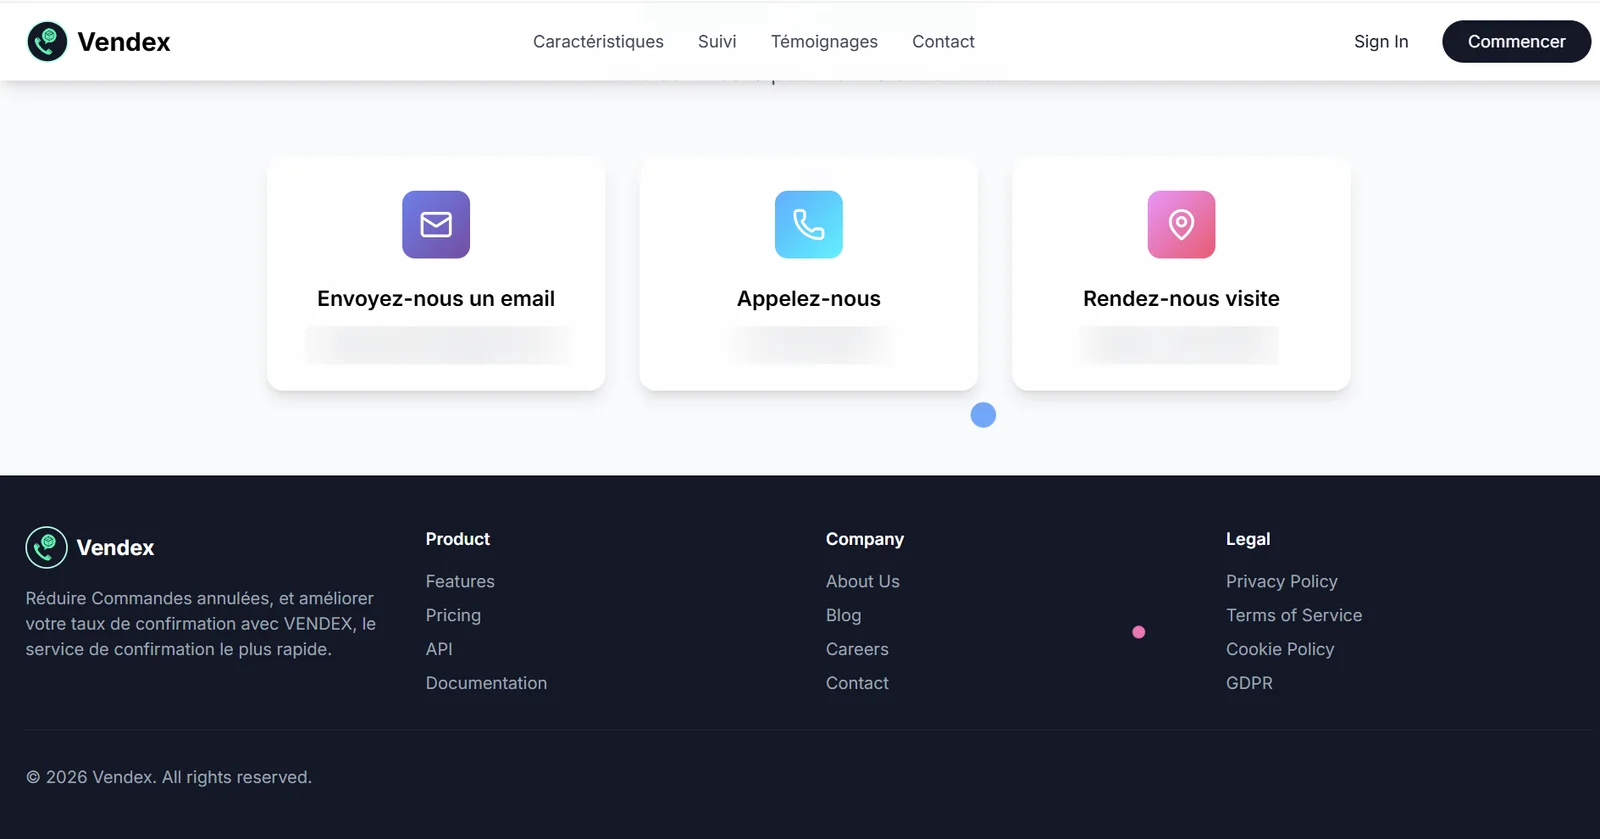 Vendex
Caractéristiques
Suivi
Témoignages
Contact
Sign In
Commencer
Envoyez-nous un email
Appelez-nous
Rendez-nous visite
Vendex
Réduire Commandes annulées, et améliorer
votre taux de confirmation avec VENDEX, le
service de confirmation le plus rapide.
Product
Features
Pricing
API
Documentation
Company
About Us
Blog
Careers
Contact
Legal
Privacy Policy
Terms of Service
Cookie Policy
GDPR
© 2026 Vendex. All rights reserved.